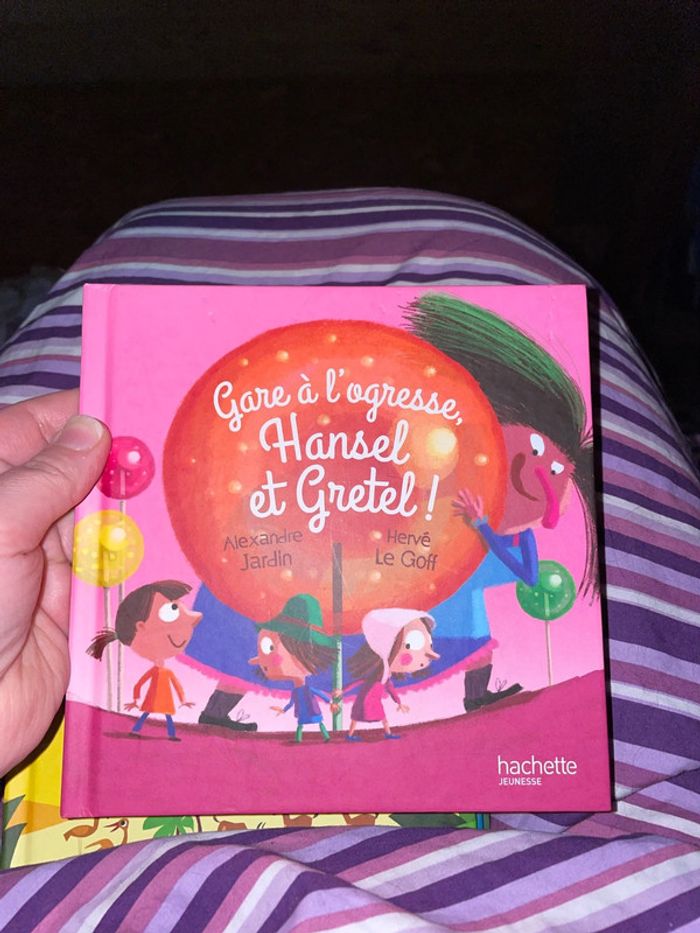 Gare à l'ogresse,
Hansel
et Gretel !
Alexandre Jardin
Hervé Le Goff
hachette
JEUNESSE